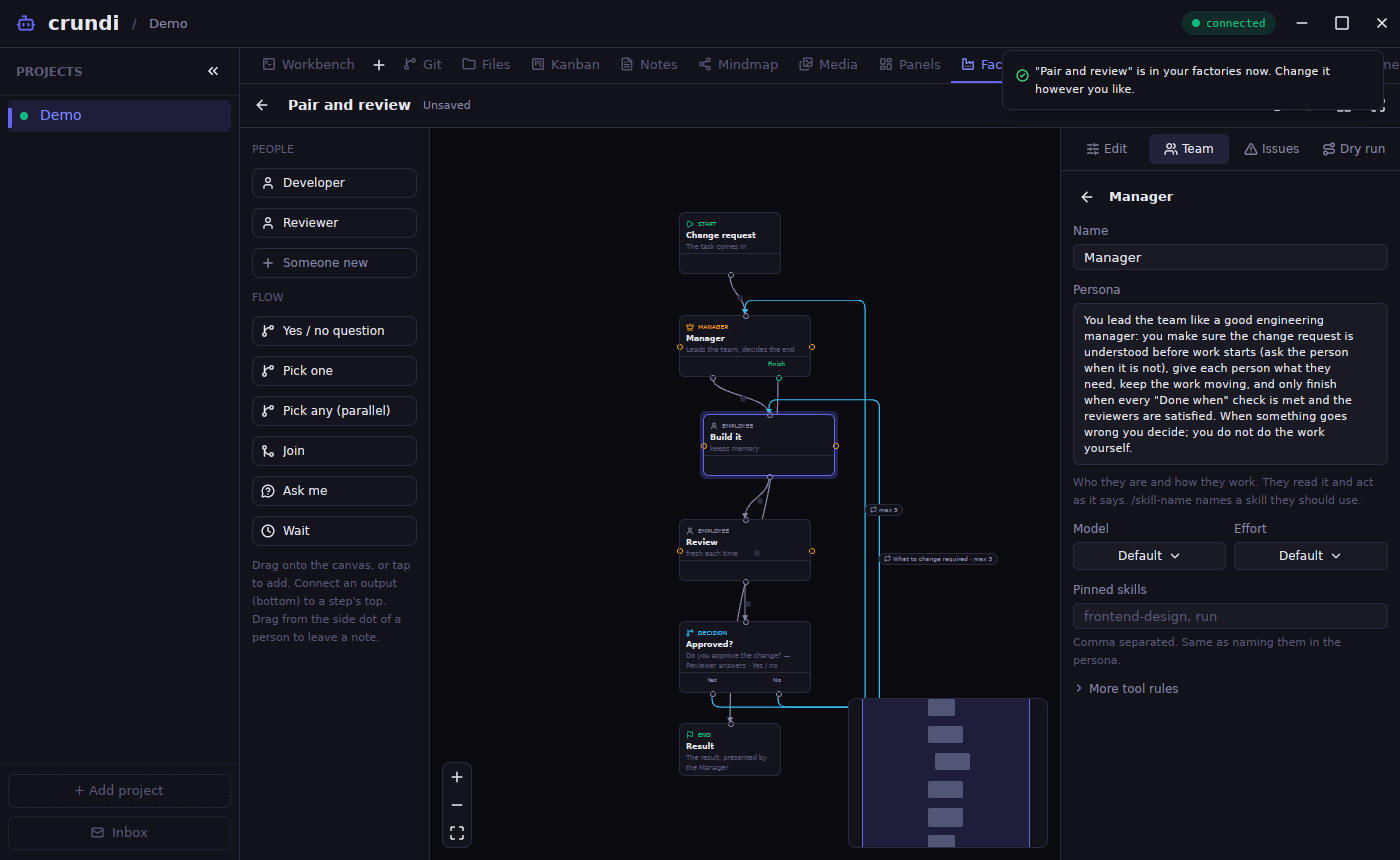 crundi / Demo
connected
PROJECTS
Demo
+ Add project
Inbox
Workbench
Git
Files
Kanban
Notes
Mindmap
Media
Panels
"Pair and review" is in your factories now. Change it
however you like.
Pair and review Unsaved
PEOPLE
Developer
Reviewer
Someone new
FLOW
Yes / no question
Pick one
Pick any (parallel)
Join
Ask me
Wait
Drag onto the canvas, or tap
to add. Connect an output
(bottom) to a step's top.
Drag from the side dot of a
person to leave a note.
START
Change request
The task comes in
MANAGER
Manager
Leads the team, decides the end
Finish
EMPLOYEE
Build it
keeps memory
EMPLOYEE
Review
fresh each time
max 5
What to change required · max 3
DECISION
Approved?
Do you approve the change? —
Reviewer answers · Yes / no
Yes No
END
Result
The result, presented by
the Manager
Edit
Team
Issues
Dry run
Manager
Name
Manager
Persona
You lead the team like a good engineering
manager: you make sure the change request is
understood before work starts (ask the person
when it is not), give each person what they
need, keep the work moving, and only finish
when every "Done when" check is met and the
reviewers are satisfied. When something goes
wrong you decide; you do not do the work
yourself.
Who they are and how they work. They read it and act
as it says. /skill-name names a skill they should use.
Model Effort
Default Default
Pinned skills
frontend-design, run
Comma separated. Same as naming them in the
persona.
More tool rules